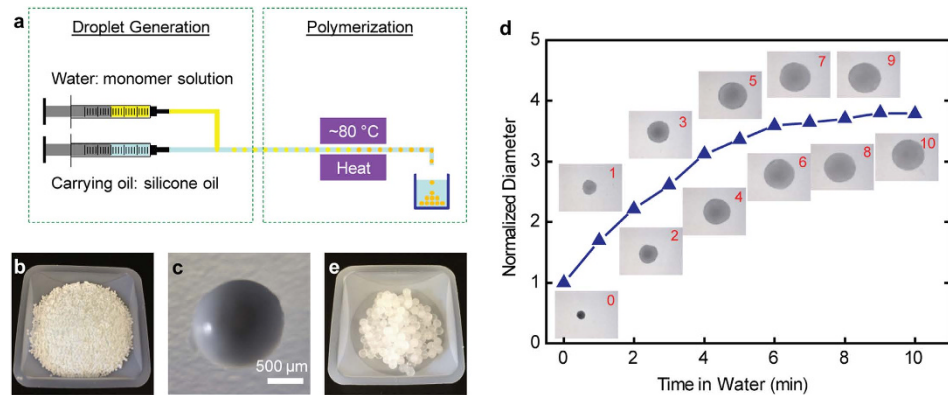 a
Droplet Generation
Polymerization
Water: monomer solution
~80 °C
Heat
Carrying oil: silicone oil
b
c
500 µm
e
d
Normalized Diameter
5
4
3
2
1
0
0
1
2
3
4
5
6
7
8
9
10
0
2
4
6
8
10
Time in Water (min)